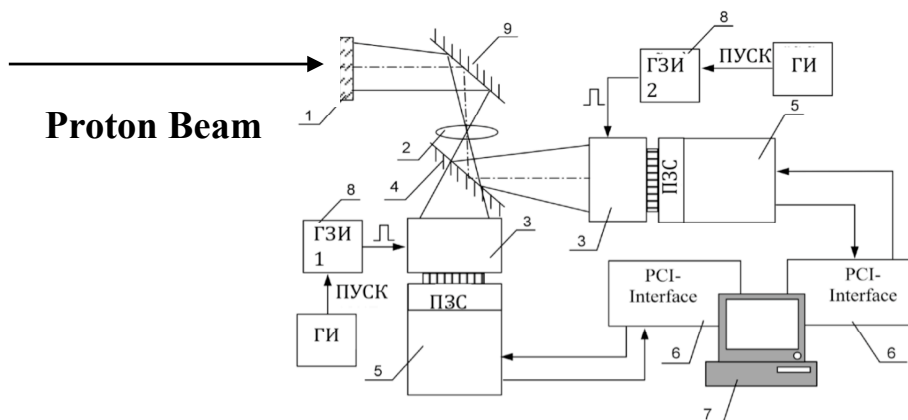 9
8
ГЗИ
2
ПУСК
ГИ
5
1
Proton Beam
2
4
ПЗС
3
8
ГЗИ
1
3
ПУСК
ПЗС
ГИ
5
PCI-
Interface
6
PCI-
Interface
6
7